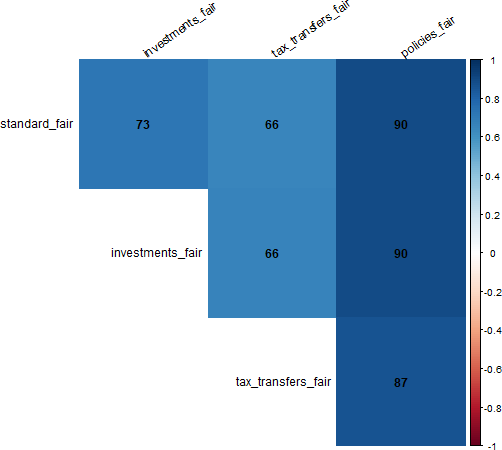 investments_fair
tax_transfers_fair
policies_fair
1
standard_fair 73 66 90
0.8
0.6
0.4
0.2
investments_fair 66 90
0
-0.2
-0.4
-0.6
tax_transfers_fair 87
-0.8
-1